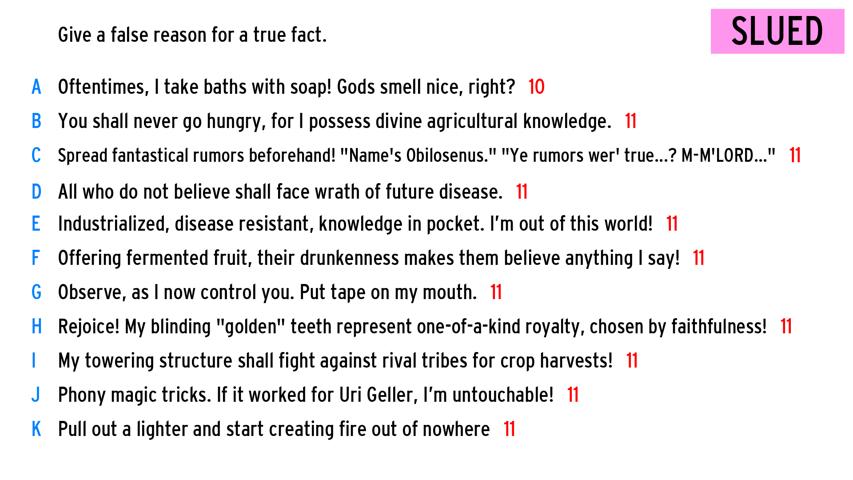 Give a false reason for a true fact.
SLUED
A Oftentimes, I take baths with soap! Gods smell nice, right? 10
B You shall never go hungry, for I possess divine agricultural knowledge. 11
C Spread fantastical rumors beforehand! "Name's Obilosenus." "Ye rumors wer' true...? M-M'LORD..." 11
D All who do not believe shall face wrath of future disease. 11
E Industrialized, disease resistant, knowledge in pocket. I'm out of this world! 11
F Offering fermented fruit, their drunkenness makes them believe anything I say! 11
G Observe, as I now control you. Put tape on my mouth. 11
H Rejoice! My blinding "golden" teeth represent one-of-a-kind royalty, chosen by faithfulness! 11
I My towering structure shall fight against rival tribes for crop harvests! 11
J Phony magic tricks. If it worked for Uri Geller, I'm untouchable! 11
K Pull out a lighter and start creating fire out of nowhere 11